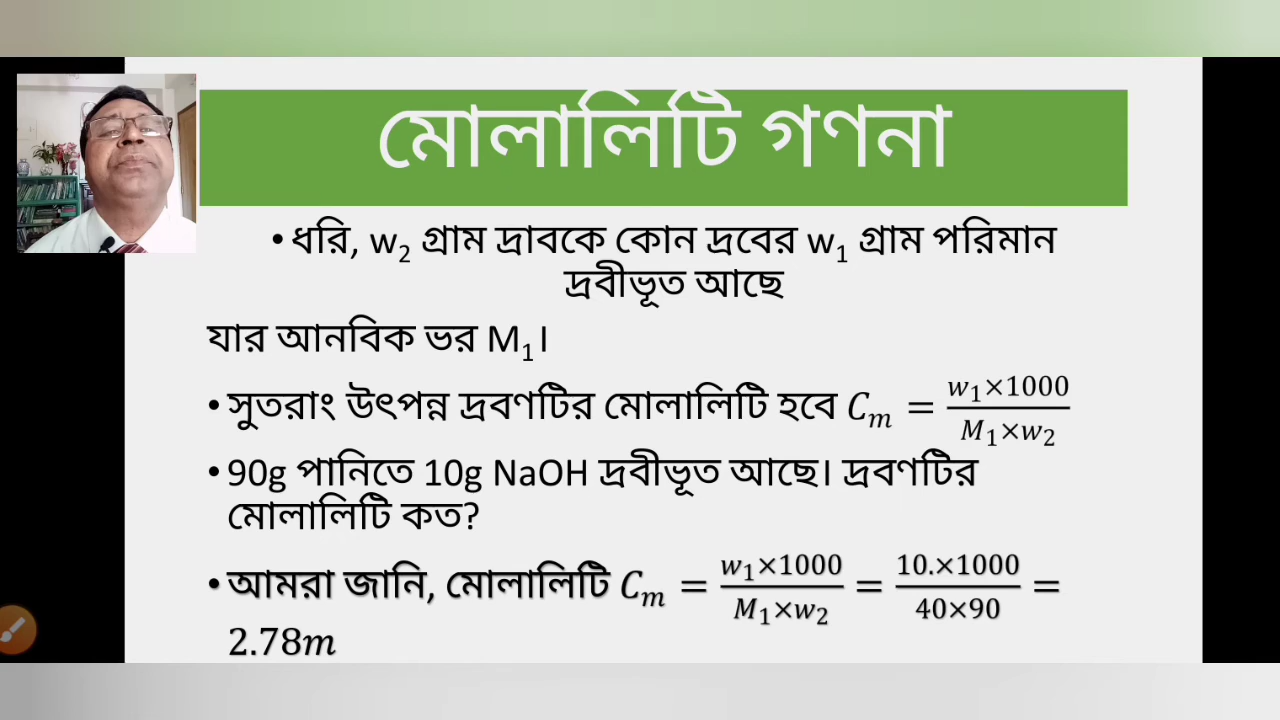 মোলালিটি গণনা
• ধরি, w₂ গ্রাম দ্রাবকে কোন দ্রবের w₁ গ্রাম পরিমান
দ্রবীভূত আছে
যার আনবিক ভর M₁।
• সুতরাং উৎপন্ন দ্রবণটির মোলালিটি হবে Cₘ = w₁×1000 / M₁×w₂
• 90g পানিতে 10g NaOH দ্রবীভূত আছে। দ্রবণটির
মোলালিটি কত?
• আমরা জানি, মোলালিটি Cₘ = w₁×1000 / M₁×w₂ = 10.×1000 / 40×90 =
2.78m